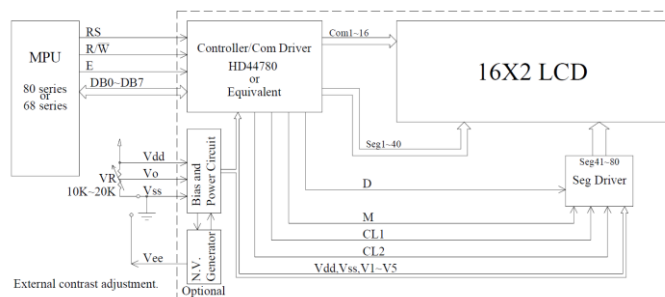 MPU
80 series
or
68 series
RS
R/W
E
DB0~DB7
Controller/Com Driver
HD44780
or
Equivalent
Com1~16
16X2 LCD
Seg1~40
Seg41~80
Seg Driver
Vdd
Vo
VR
10K~20K
Vss
Bias and
Power Circuit
D
M
CL1
CL2
Vdd,Vss,V1~V5
Vee
N.V.
Generator
Optional
External contrast adjustment.